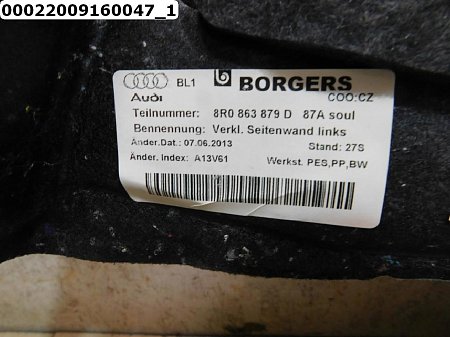 00022009160047_1
BL1 BORGERS
Audi COO:CZ
Teilnummer: 8R0 863 879 D 87A soul
Bennennung: Verkl. Seitenwand links
Änder.Dat.: 07.06.2013 Stand: 27S
Änder. Index: A13V61 Werkst. PES,PP,BW